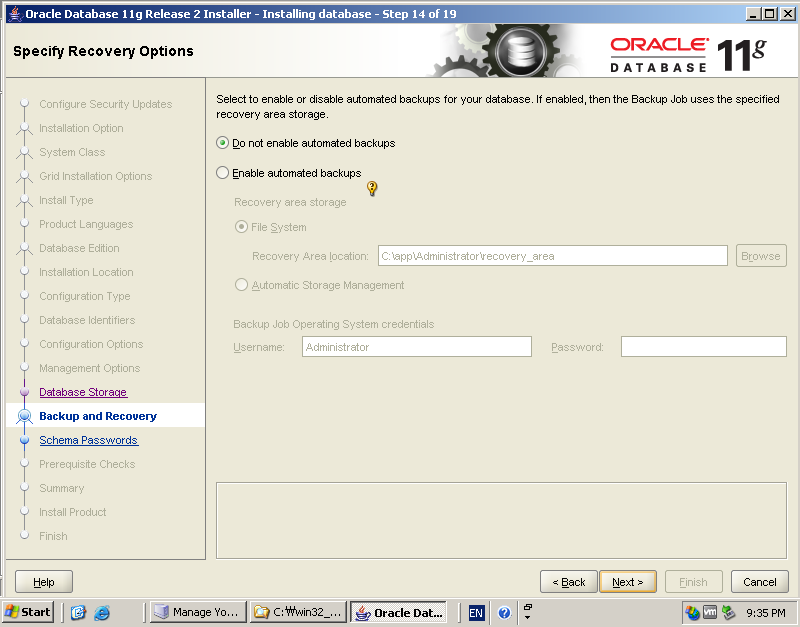 Oracle Database 11g Release 2 Installer - Installing database - Step 14 of 19
Specify Recovery Options
ORACLE®
DATABASE
11g
Configure Security Updates
Installation Option
System Class
Grid Installation Options
Install Type
Product Languages
Database Edition
Installation Location
Configuration Type
Database Identifiers
Configuration Options
Management Options
Database Storage
Backup and Recovery
Schema Passwords
Prerequisite Checks
Summary
Install Product
Finish
Select to enable or disable automated backups for your database. If enabled, then the Backup Job uses the specified
recovery area storage.
Do not enable automated backups
Enable automated backups
Recovery area storage
File System
Recovery Area location: C:\app\Administrator\recovery_area Browse
Automatic Storage Management
Backup Job Operating System credentials
Username: Administrator Password:
Help < Back Next > Finish Cancel
Start Manage Yo... C:₩win32_... Oracle Dat... EN ? vm 9:35 PM